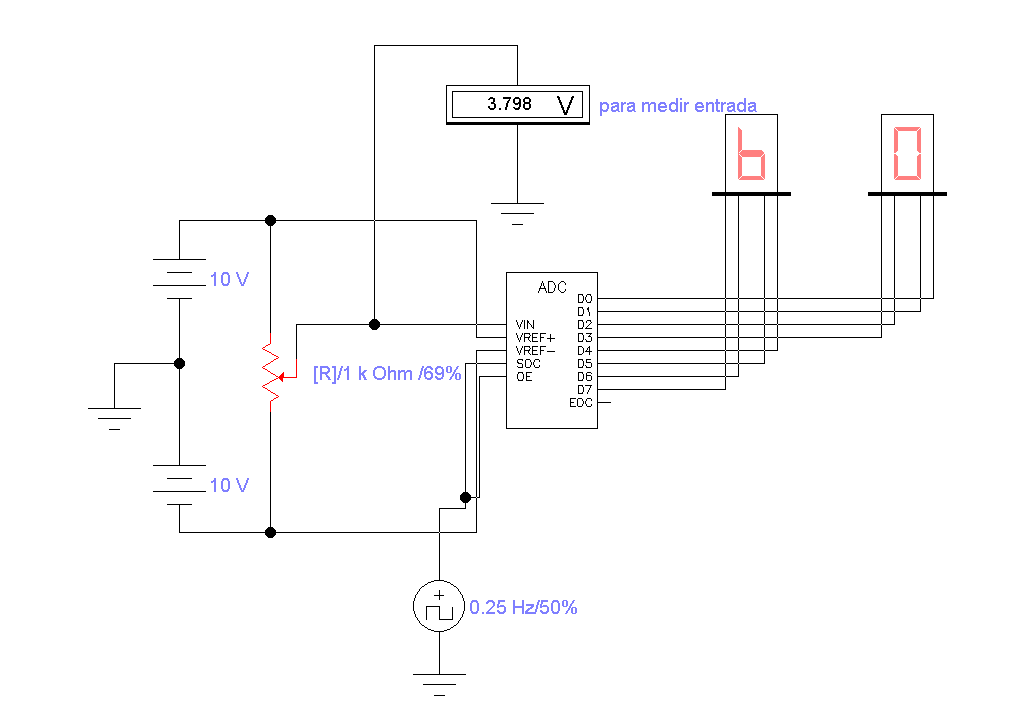 3.798 V
para medir entrada
b
0
10 V
ADC
D0
D1
VIN D2
VREF+ D3
VREF- D4
SOC D5
OE D6
D7
EOC
[R]/1 k Ohm /69%
10 V
0.25 Hz/50%